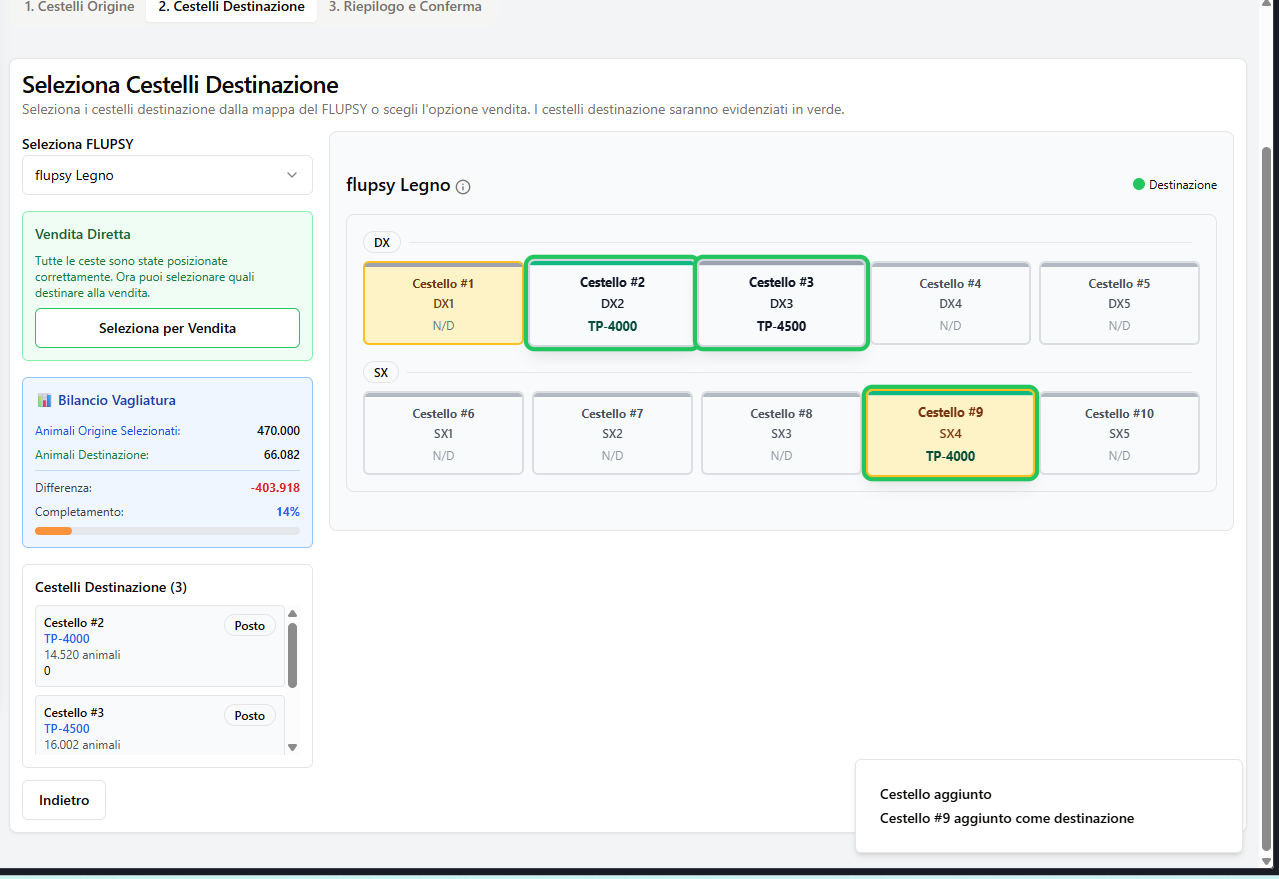 1. Cestelli Origine
2. Cestelli Destinazione
3. Riepilogo e Conferma
Seleziona Cestelli Destinazione
Seleziona i cestelli destinazione dalla mappa del FLUPSY o scegli l'opzione vendita. I cestelli destinazione saranno evidenziati in verde.
Seleziona FLUPSY
flupsy Legno
Vendita Diretta
Tutte le ceste sono state posizionate
correttamente. Ora puoi selezionare quali
destinare alla vendita.
Seleziona per Vendita
Bilancio Vagliatura
Animali Origine Selezionati: 470.000
Animali Destinazione: 66.082
Differenza: -403.918
Completamento: 14%
Cestelli Destinazione (3)
Cestello #2
Posto
TP-4000
14.520 animali
0
Cestello #3
Posto
TP-4500
16.002 animali
Indietro
flupsy Legno
Destinazione
DX
Cestello #1
DX1
N/D
Cestello #2
DX2
TP-4000
Cestello #3
DX3
TP-4500
Cestello #4
DX4
N/D
Cestello #5
DX5
N/D
SX
Cestello #6
SX1
N/D
Cestello #7
SX2
N/D
Cestello #8
SX3
N/D
Cestello #9
SX4
TP-4000
Cestello #10
SX5
N/D
Cestello aggiunto
Cestello #9 aggiunto come destinazione